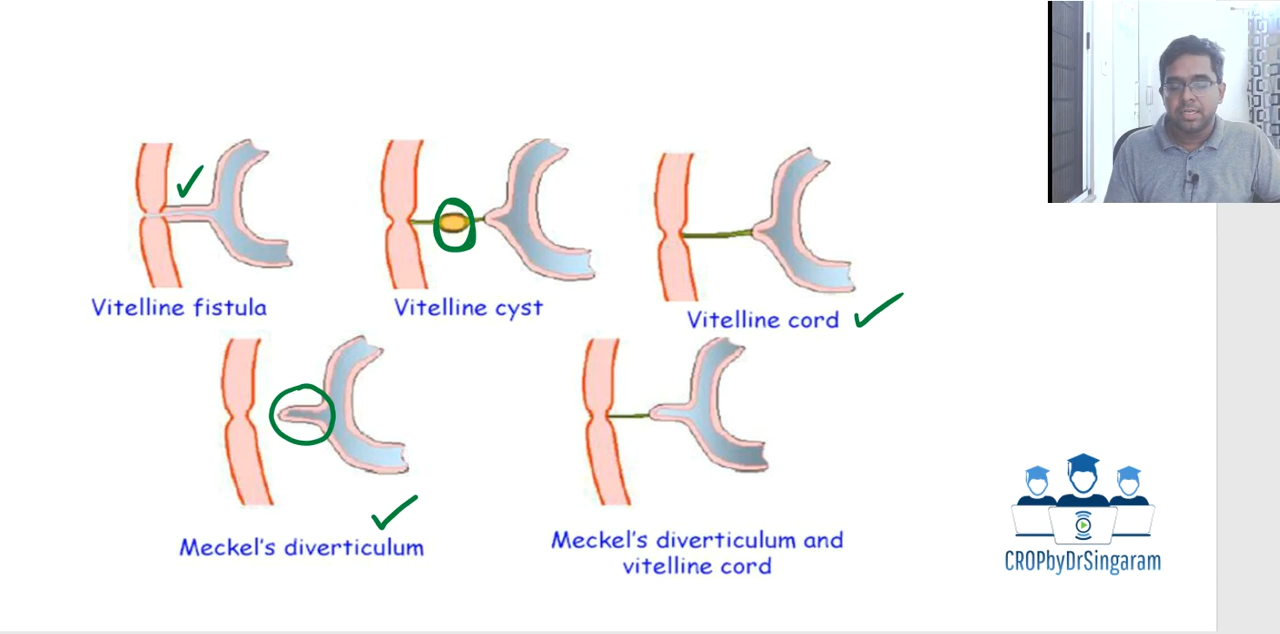 Vitelline fistula
Vitelline cyst
Vitelline cord
Meckel's diverticulum
Meckel's diverticulum and
vitelline cord
CROPbyDrSingaram